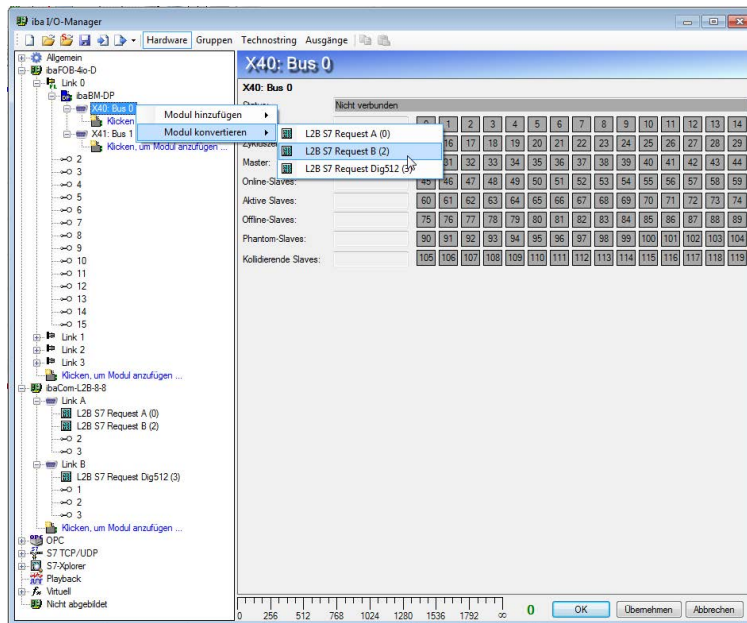 iba I/O-Manager
Hardware Gruppen Technostring Ausgänge
Allgemein
ibaFOB-4io-D
Link 0
ibaBM-DP
X40: Bus 0
Klicken
X41: Bus 1
Klicken, um Modul anzufügen ...
2
3
4
5
6
7
8
9
10
11
12
13
14
15
Link 1
Link 2
Link 3
Klicken, um Modul anzufügen ...
ibaCom-L2B-8-8
Link A
L2B S7 Request A (0)
L2B S7 Request B (2)
2
3
Link B
L2B S7 Request Dig512 (3)
1
2
3
Klicken, um Modul anzufügen ...
OPC
S7 TCP/UDP
S7-Xplorer
Playback
Virtuell
Nicht abgebildet
Modul hinzufügen
Modul konvertieren
L2B S7 Request A (0)
L2B S7 Request B (2)
L2B S7 Request Dig512 (3)
X40: Bus 0
X40: Bus 0
Nicht verbunden
1 2 3 4 5 6 7 8 9 10 11 12 13 14
16 17 18 19 20 21 22 23 24 25 26 27 28 29
Master: 31 32 33 34 35 36 37 38 39 40 41 42 43 44
Online-Slaves: 45 46 47 48 49 50 51 52 53 54 55 56 57 58 59
Aktive Slaves: 60 61 62 63 64 65 66 67 68 69 70 71 72 73 74
Offline-Slaves: 75 76 77 78 79 80 81 82 83 84 85 86 87 88 89
Phantom-Slaves: 90 91 92 93 94 95 96 97 98 99 100 101 102 103 104
Kollidierende Slaves: 105 106 107 108 109 110 111 112 113 114 115 116 117 118 119
0 256 512 768 1024 1280 1536 1792 ∞
0 OK Übernehmen Abbrechen